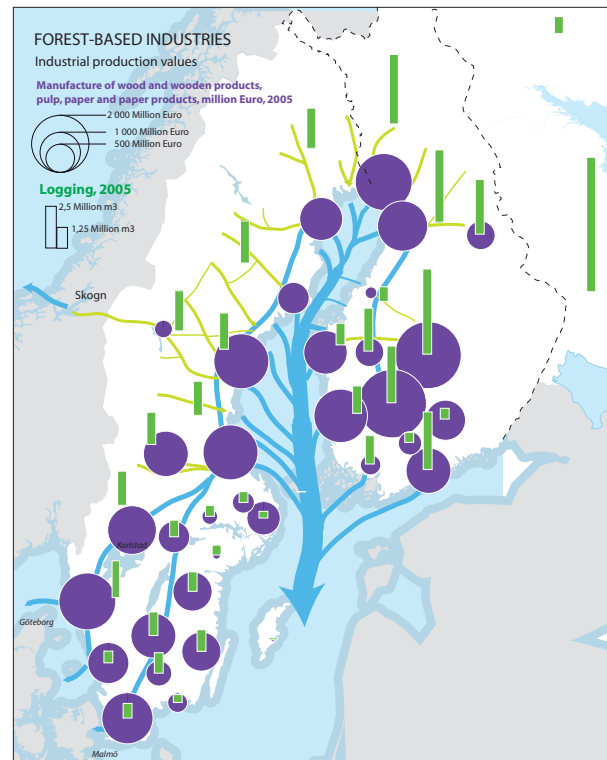 FOREST-BASED INDUSTRIES
Industrial production values
Manufacture of wood and wooden products,
pulp, paper and paper products, million Euro, 2005
2 000 Million Euro
1 000 Million Euro
500 Million Euro
Logging, 2005
2,5 Million m3
1,25 Million m3
Skogn
Karlstad
Göteborg
Malmö